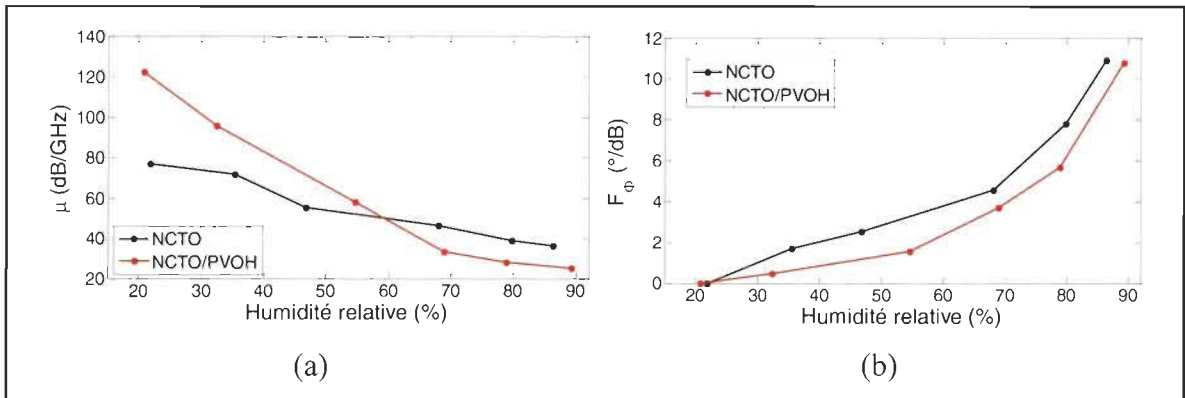 140
120
100
80
60
40
20
μ (dB/GHz)
NCTO
NCTO/PVOH
20 30 40 50 60 70 80 90
Humidité relative (%)
(a)
12
10
8
6
4
2
0
F_Φ (°/dB)
NCTO
NCTO/PVOH
20 30 40 50 60 70 80 90
Humidité relative (%)
(b)